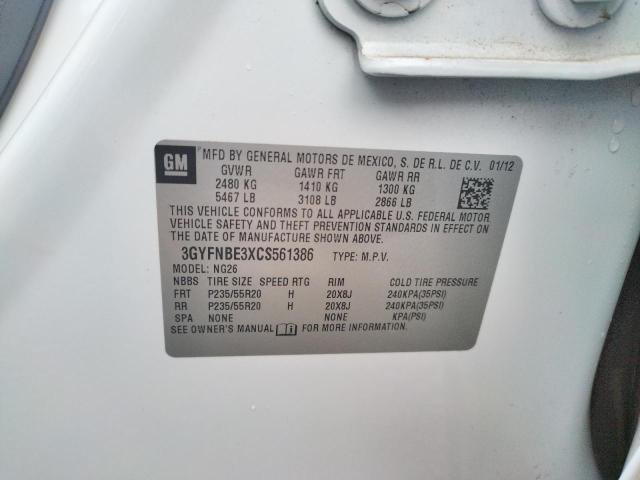 GM MFD BY GENERAL MOTORS DE MEXICO, S. DE R.L. DE C.V. 01/12
GVWR GAWR FRT GAWR RR
2480 KG 1410 KG 1300 KG
5467 LB 3108 LB 2866 LB
THIS VEHICLE CONFORMS TO ALL APPLICABLE U.S. FEDERAL MOTOR
VEHICLE SAFETY AND THEFT PREVENTION STANDARDS IN EFFECT ON
THE DATE OF MANUFACTURE SHOWN ABOVE.
3GYFNBE3XCS561386 TYPE: M.P.V.
MODEL: NG26
NBBS TIRE SIZE SPEED RTG RIM COLD TIRE PRESSURE
FRT P235/55R20 H 20X8J 240KPA(35PSI)
RR P235/55R20 H 20X8J 240KPA(35PSI)
SPA NONE NONE KPA(PSI)
SEE OWNER'S MANUAL FOR MORE INFORMATION.